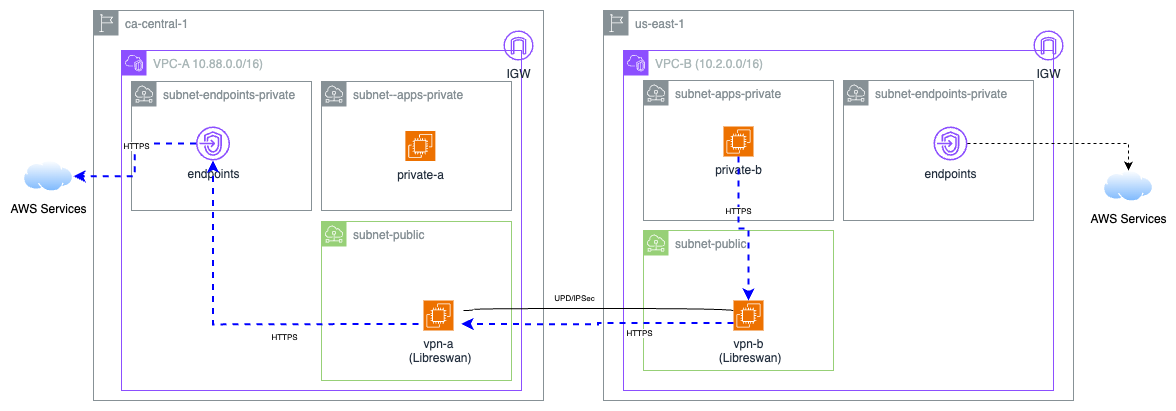 ca-central-1
us-east-1
IGW
IGW
VPC-A 10.88.0.0/16)
VPC-B (10.2.0.0/16)
subnet-endpoints-private
subnet--apps-private
subnet-apps-private
subnet-endpoints-private
HTTPS
endpoints
private-a
private-b
endpoints
AWS Services
AWS Services
HTTPS
subnet-public
subnet-public
UPD/IPSec
HTTPS
HTTPS
vpn-a
(Libreswan)
vpn-b
(Libreswan)